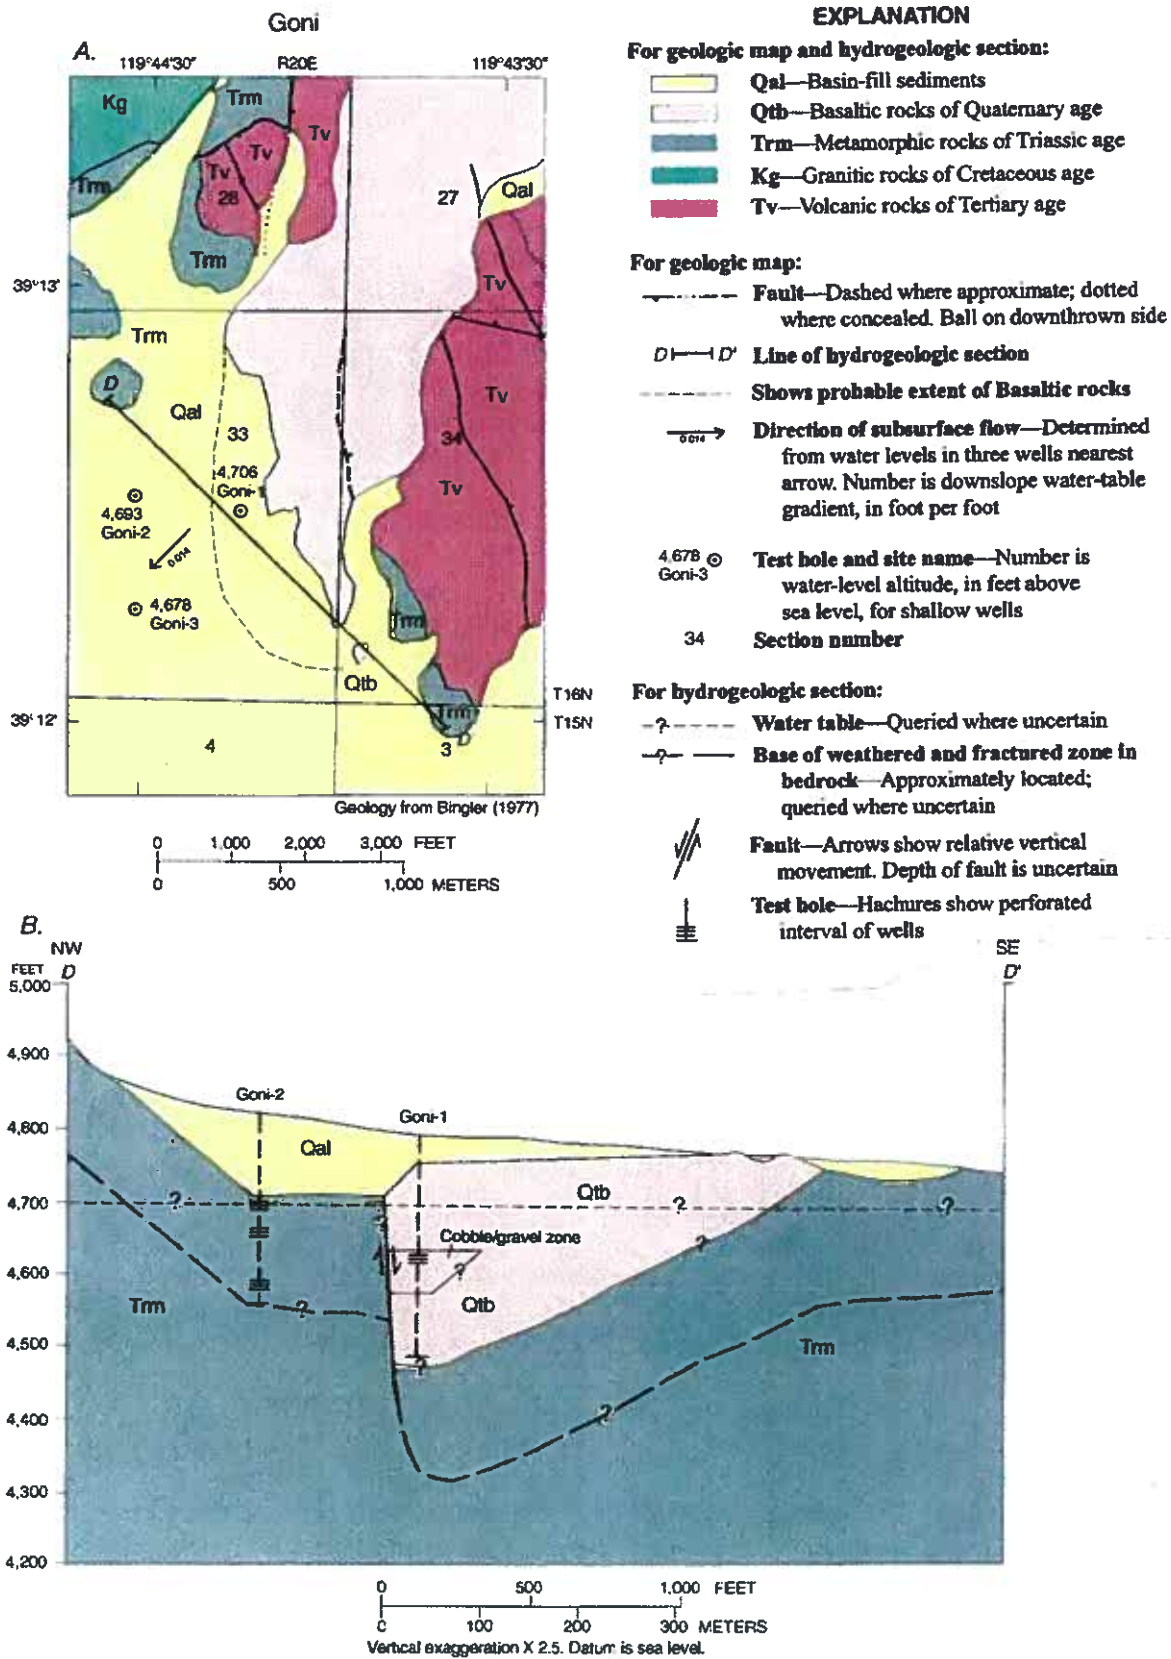 Goni
A.
119°44'30"
R20E
119°43'30"
Kg
Trm
Tv
Tv
Tv
28
Trm
Trm
27
Qal
Tv
39°13'
Trm
D
Qal
33
34
Tv
Tv
4,706
Goni-1
4,693
Goni-2
0.014
4,678
Goni-3
Trm
Qtb
T16N
39°12'
Trm
T15N
4
3
D'
Geology from Bingler (1977)
0 1,000 2,000 3,000 FEET
0 500 1,000 METERS
EXPLANATION
For geologic map and hydrogeologic section:
Qal—Basin-fill sediments
Qtb—Basaltic rocks of Quaternary age
Trm—Metamorphic rocks of Triassic age
Kg—Granitic rocks of Cretaceous age
Tv—Volcanic rocks of Tertiary age
For geologic map:
Fault—Dashed where approximate; dotted
where concealed. Ball on downthrown side
D D' Line of hydrogeologic section
Shows probable extent of Basaltic rocks
0.014 Direction of subsurface flow—Determined
from water levels in three wells nearest
arrow. Number is downslope water-table
gradient, in foot per foot
4,678 Test hole and site name—Number is
Goni-3 water-level altitude, in feet above
sea level, for shallow wells
34 Section number
For hydrogeologic section:
? Water table—Queried where uncertain
? Base of weathered and fractured zone in
bedrock—Approximately located;
queried where uncertain
Fault—Arrows show relative vertical
movement. Depth of fault is uncertain
Test hole—Hachures show perforated
interval of wells
B.
NW
SE
FEET D
D'
5,000
4,900
Goni-2
Goni-1
4,800
Qal
4,700
?
Qtb
?
?
?
Cobble/gravel zone
?
?
4,600
Trm
?
Qtb
4,500
Trm
?
4,400
?
4,300
4,200
0 500 1,000 FEET
0 100 200 300 METERS
Vertical exaggeration X 2.5. Datum is sea level.